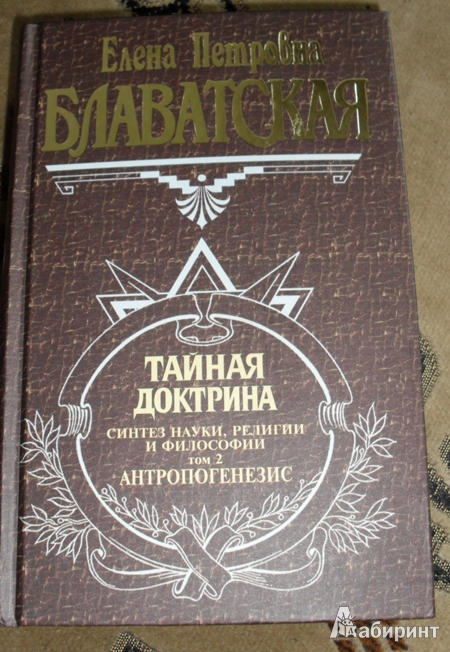 Елена Петровна
БЛАВАТСКАЯ
ТАЙНАЯ
ДОКТРИНА
СИНТЕЗ НАУКИ, РЕЛИГИИ
И ФИЛОСОФИИ
ТОМ 2
АНТРОПОГЕНЕЗИС
Лабиринт